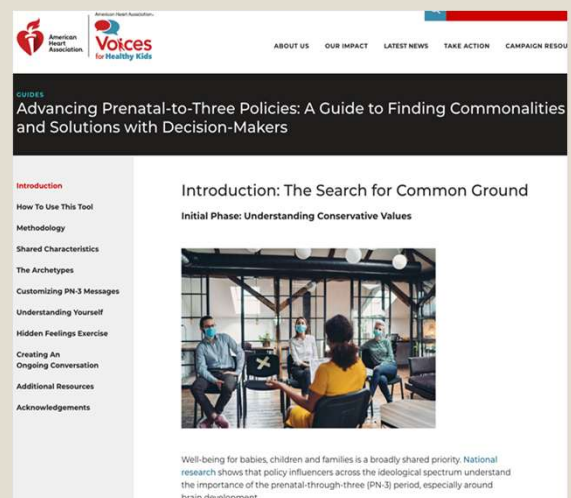 American Heart Association.
American
Heart
Association.
Voices
for Healthy Kids
ABOUT US OUR IMPACT LATEST NEWS TAKE ACTION CAMPAIGN RESOU
GUIDES
Advancing Prenatal-to-Three Policies: A Guide to Finding Commonalities
and Solutions with Decision-Makers
Introduction
How To Use This Tool
Methodology
Shared Characteristics
The Archetypes
Customizing PN-3 Messages
Understanding Yourself
Hidden Feelings Exercise
Creating An
Ongoing Conversation
Additional Resources
Acknowledgements
Introduction: The Search for Common Ground
Initial Phase: Understanding Conservative Values
Well-being for babies, children and families is a broadly shared priority. National
research shows that policy influencers across the ideological spectrum understand
the importance of the prenatal-through-three (PN-3) period, especially around
brain development.